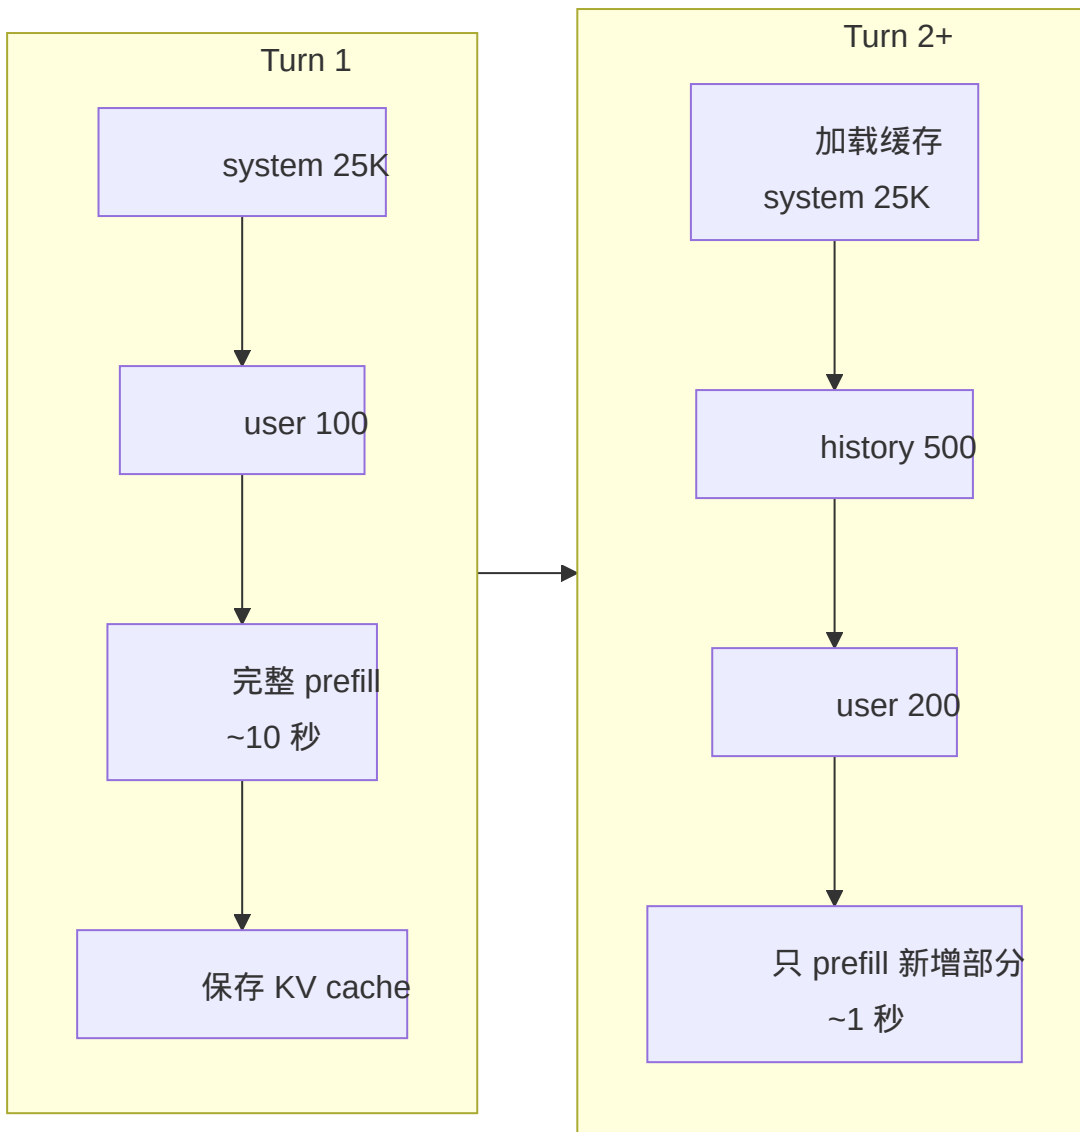 Turn 1
system 25K
user 100
完整 prefill
~10 秒
保存 KV cache
Turn 2+
加载缓存
system 25K
history 500
user 200
只 prefill 新增部分
~1 秒